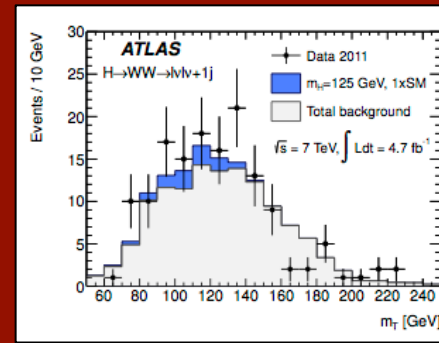 ATLAS
H→WW→lνlν+1j
Data 2011
m_H=125 GeV, 1xSM
Total background
√s = 7 TeV, ∫ Ldt = 4.7 fb⁻¹
Events / 10 GeV
30
25
20
15
10
5
0
60 80 100 120 140 160 180 200 220 240
m_T [GeV]